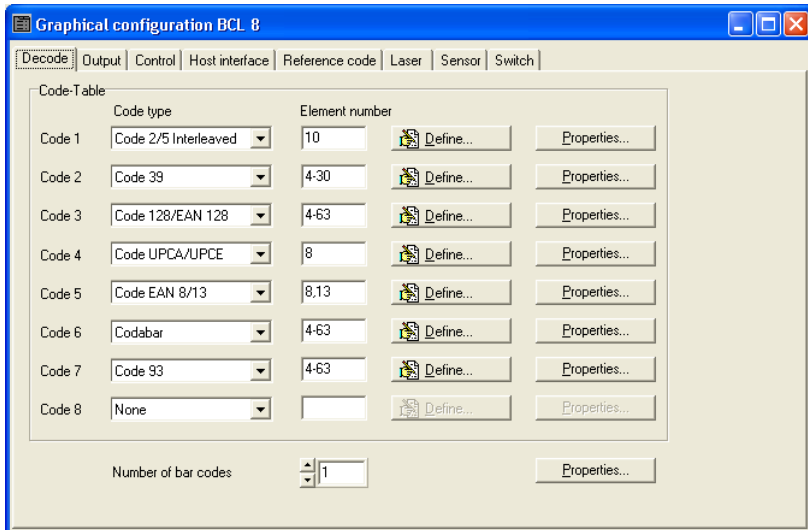 Graphical configuration BCL 8
Decode Output Control Host interface Reference code Laser Sensor Switch
Code-Table
Code type Element number
Code 1 Code 2/5 Interleaved 10 Define... Properties...
Code 2 Code 39 4-30 Define... Properties...
Code 3 Code 128/EAN 128 4-63 Define... Properties...
Code 4 Code UPCA/UPCE 8 Define... Properties...
Code 5 Code EAN 8/13 8,13 Define... Properties...
Code 6 Codabar 4-63 Define... Properties...
Code 7 Code 93 4-63 Define... Properties...
Code 8 None Define... Properties...
Number of bar codes 1 Properties...